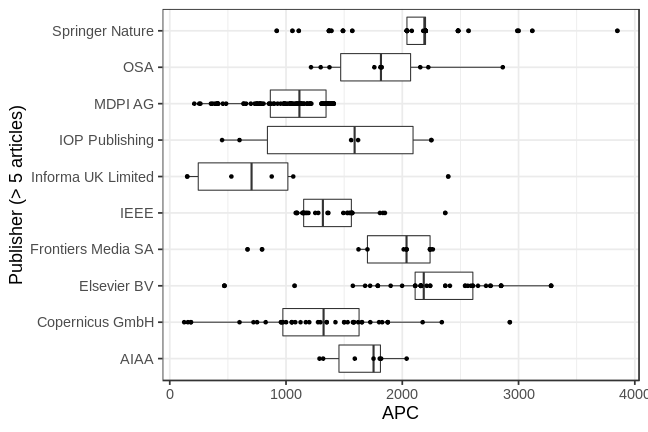 Publisher (> 5 articles)
Springer Nature
OSA
MDPI AG
IOP Publishing
Informa UK Limited
IEEE
Frontiers Media SA
Elsevier BV
Copernicus GmbH
AIAA
0 1000 2000 3000 4000
APC